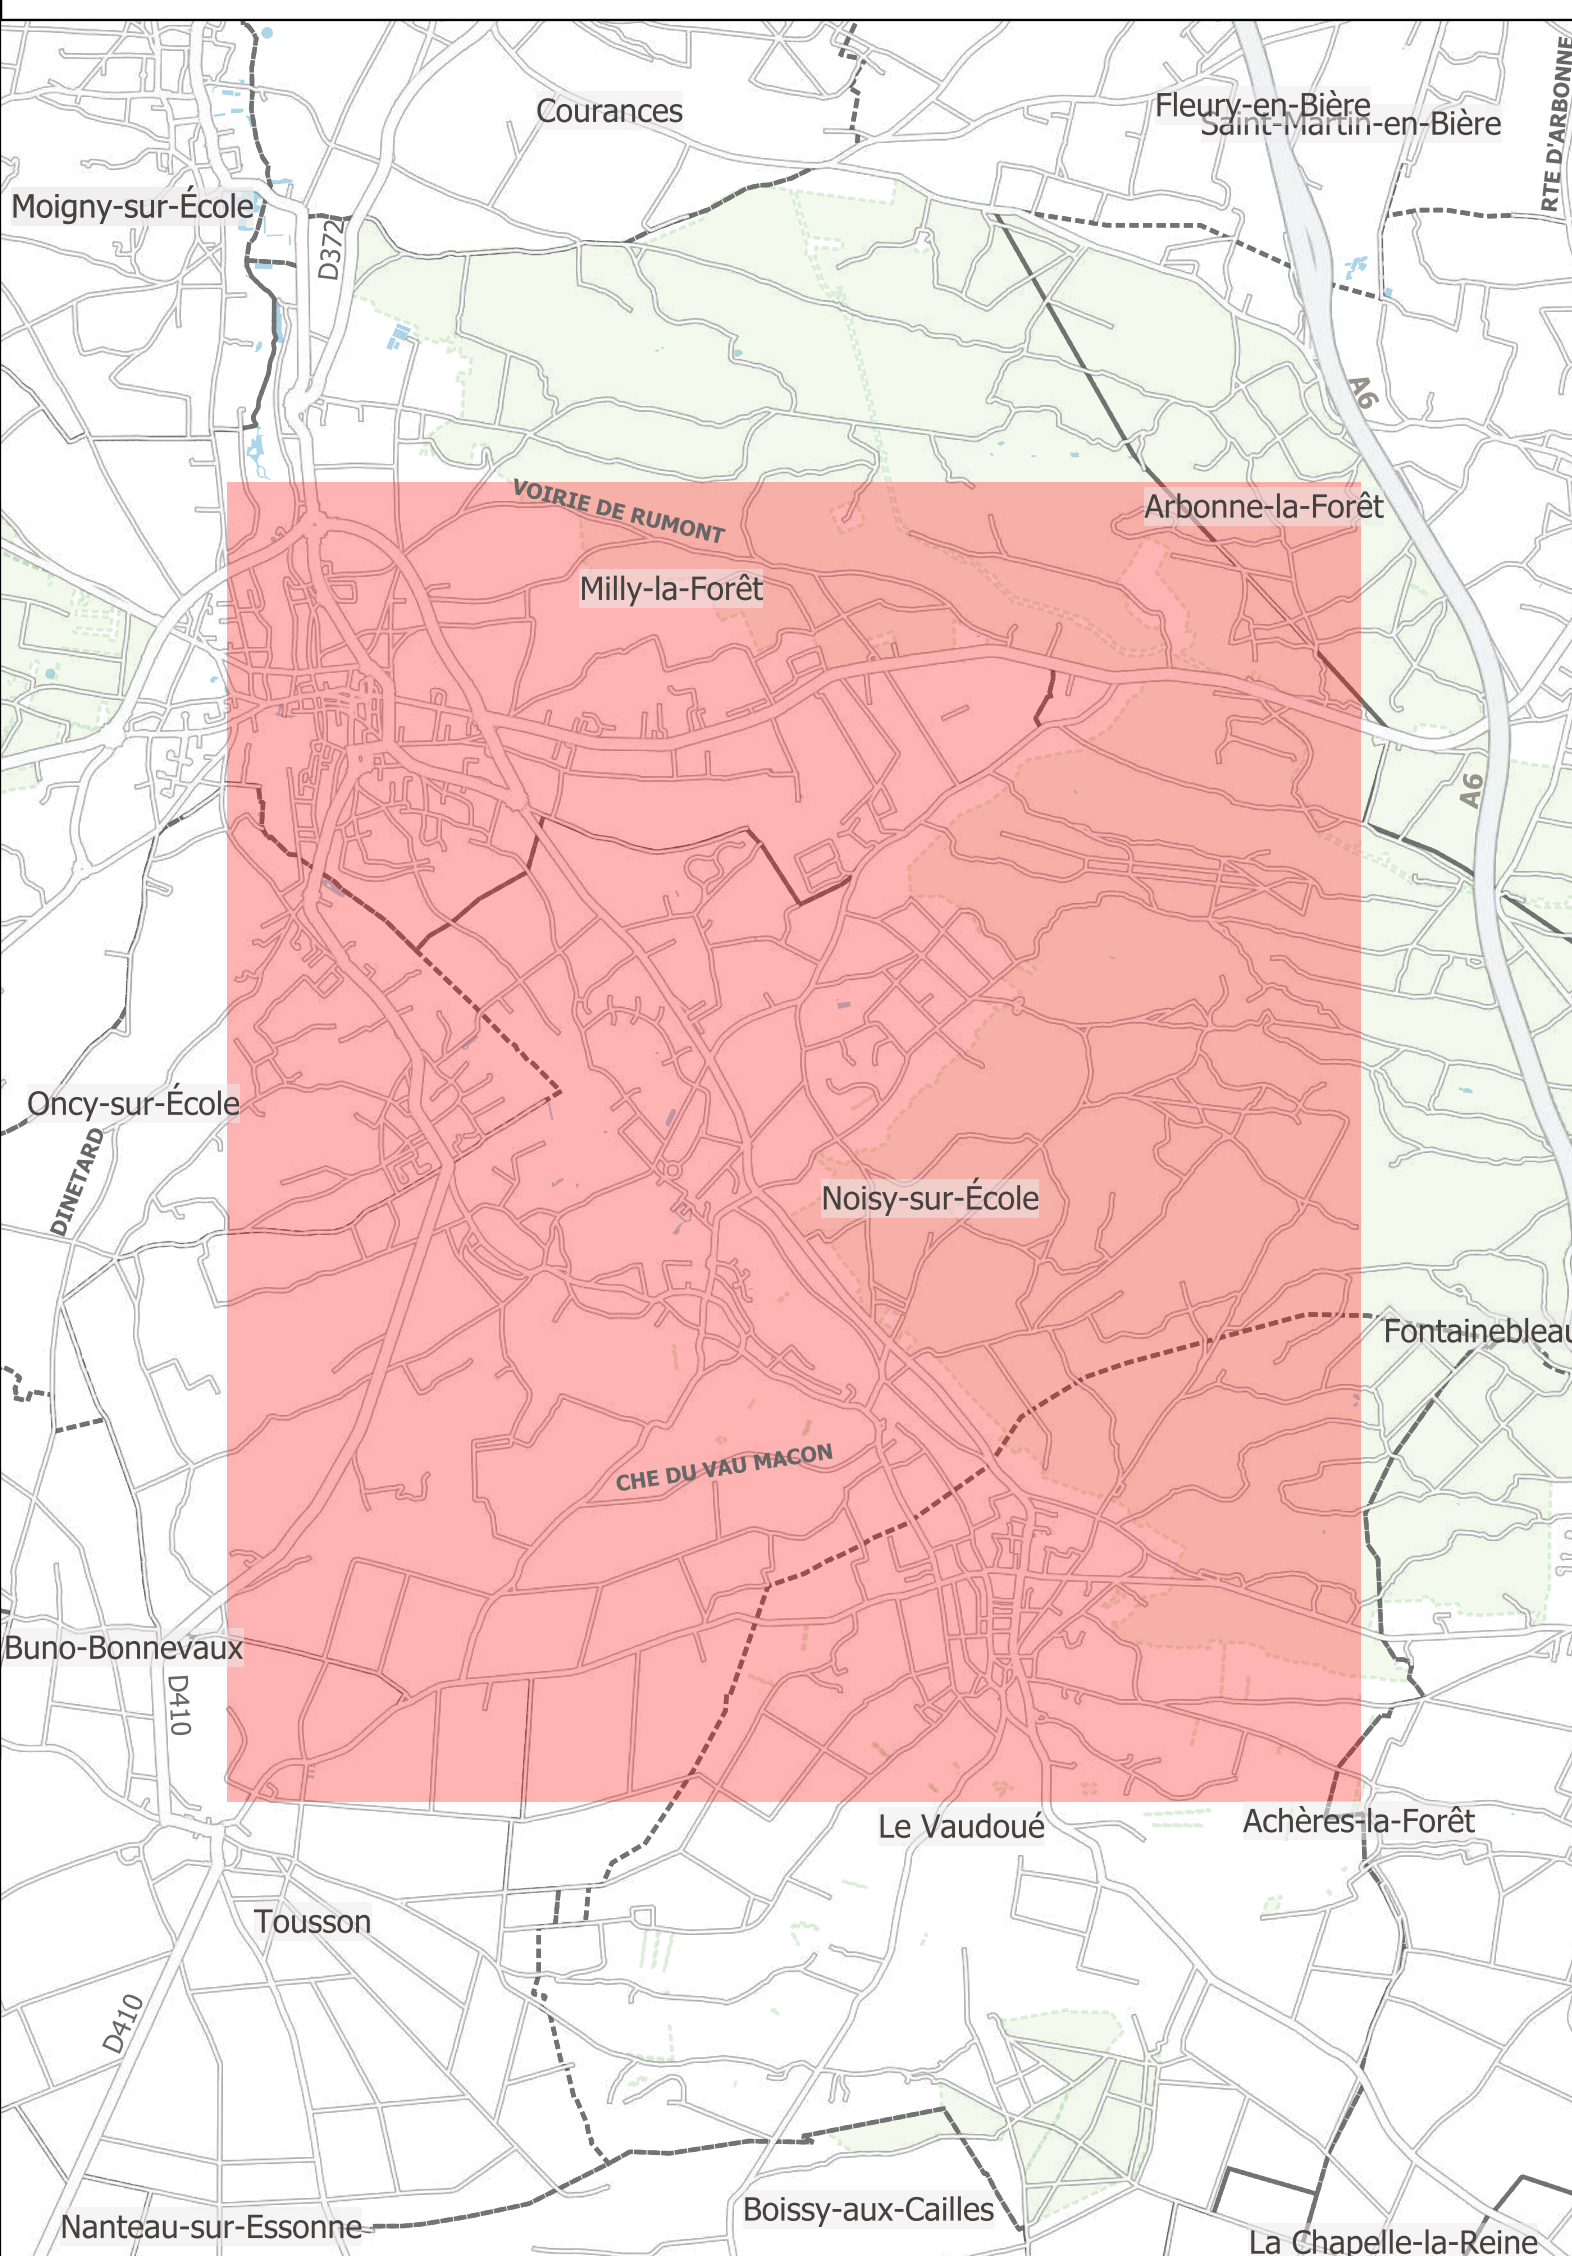 Courances
Fleury-en-Bière
Saint-Martin-en-Bière
RTE D'ARBONNE
Moigny-sur-École
D372
A6
VOIRIE DE RUMONT
Arbonne-la-Forêt
Milly-la-Forêt
A6
Oncy-sur-École
DINETARD
Noisy-sur-École
Fontainebleau
CHE DU VAU MACON
Buno-Bonnevaux
D410
Le Vaudoué
Achères-la-Forêt
Tousson
D410
Boissy-aux-Cailles
Nanteau-sur-Essonne
La Chapelle-la-Reine